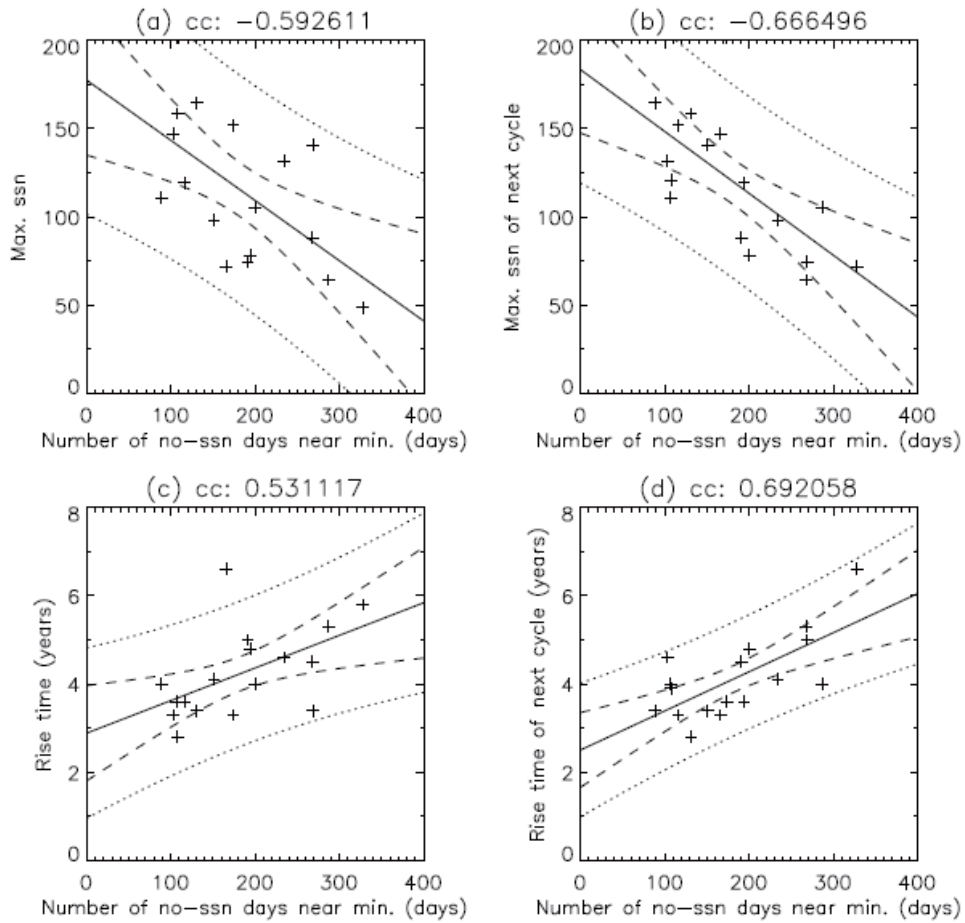 (a) cc: −0.592611
(b) cc: −0.666496
200
150
100
50
0
Max. ssn
0 100 200 300 400
Number of no−ssn days near min. (days)
200
150
100
50
0
Max. ssn of next cycle
0 100 200 300 400
Number of no−ssn days near min. (days)
(c) cc: 0.531117
(d) cc: 0.692058
8
6
4
2
0
Rise time (years)
0 100 200 300 400
Number of no−ssn days near min. (days)
8
6
4
2
0
Rise time of next cycle (years)
0 100 200 300 400
Number of no−ssn days near min. (days)